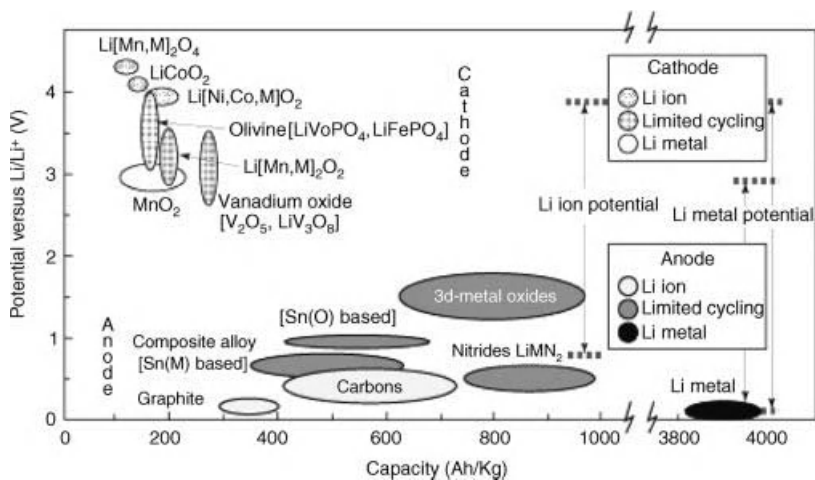 Potential versus Li/Li⁺ (V)
4
3
2
1
0
Li[Mn,M]₂O₄
LiCoO₂
Li[Ni,Co,M]O₂
Olivine[LiVoPO₄, LiFePO₄]
Li[Mn,M]₂O₂
MnO₂
Vanadium oxide
[V₂O₅, LiV₃O₈]
Cathode
Cathode
Li ion
Limited cycling
Li metal
Li ion potential
Li metal potential
Anode
Li ion
Limited cycling
Li metal
Anode
3d-metal oxides
[Sn(O) based]
Composite alloy
[Sn(M) based]
Nitrides LiMN₂
Carbons
Graphite
Li metal
0 200 400 600 800 1000 3800 4000
Capacity (Ah/Kg)